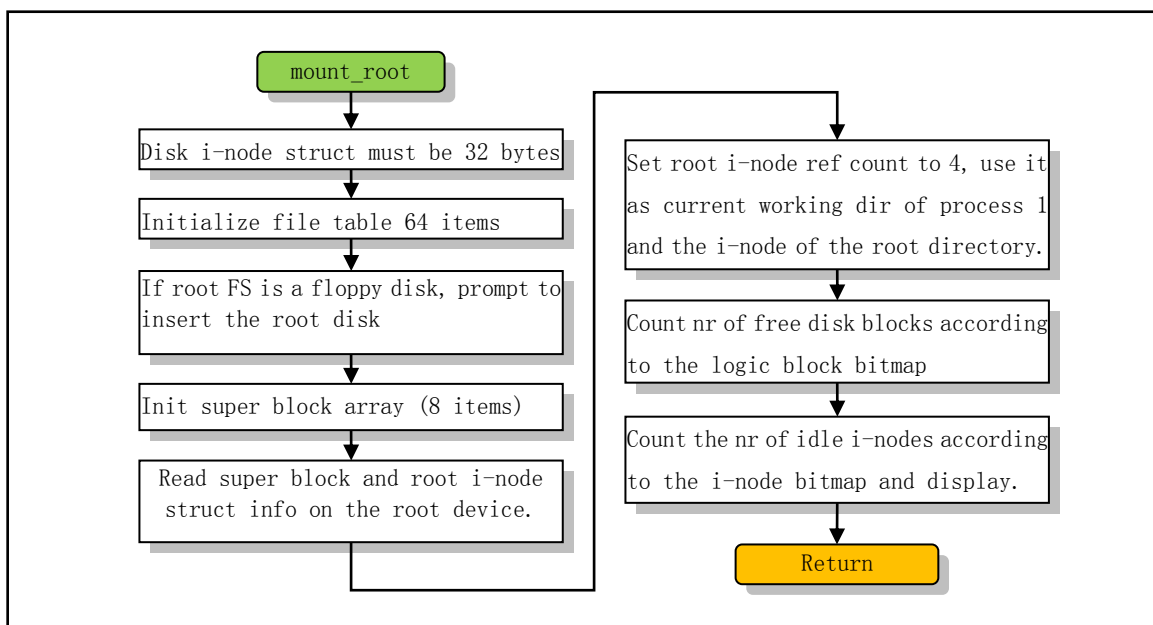 mount_root
Disk i-node struct must be 32 bytes
Initialize file table 64 items
If root FS is a floppy disk, prompt to
insert the root disk
Init super block array (8 items)
Read super block and root i-node
struct info on the root device.
Set root i-node ref count to 4, use it
as current working dir of process 1
and the i-node of the root directory.
Count nr of free disk blocks according
to the logic block bitmap
Count the nr of idle i-nodes according
to the i-node bitmap and display.
Return